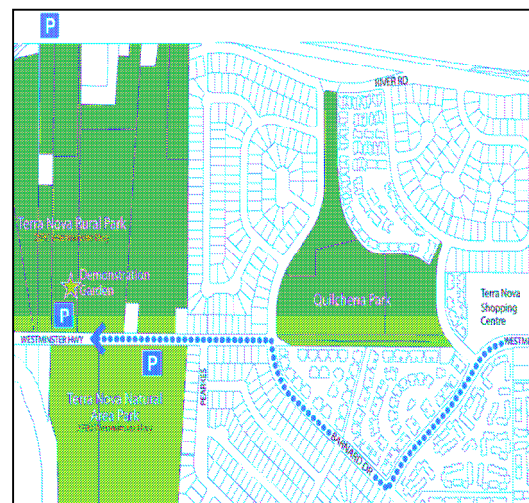 P
RIVER RD
Terra Nova Rural Park
Demonstration
Garden
Quilchena Park
Terra Nova
Shopping
Centre
P
WESTMINSTER HWY
P
PEARKES
Terra Nova Natural
Area Park
BARNARD DR